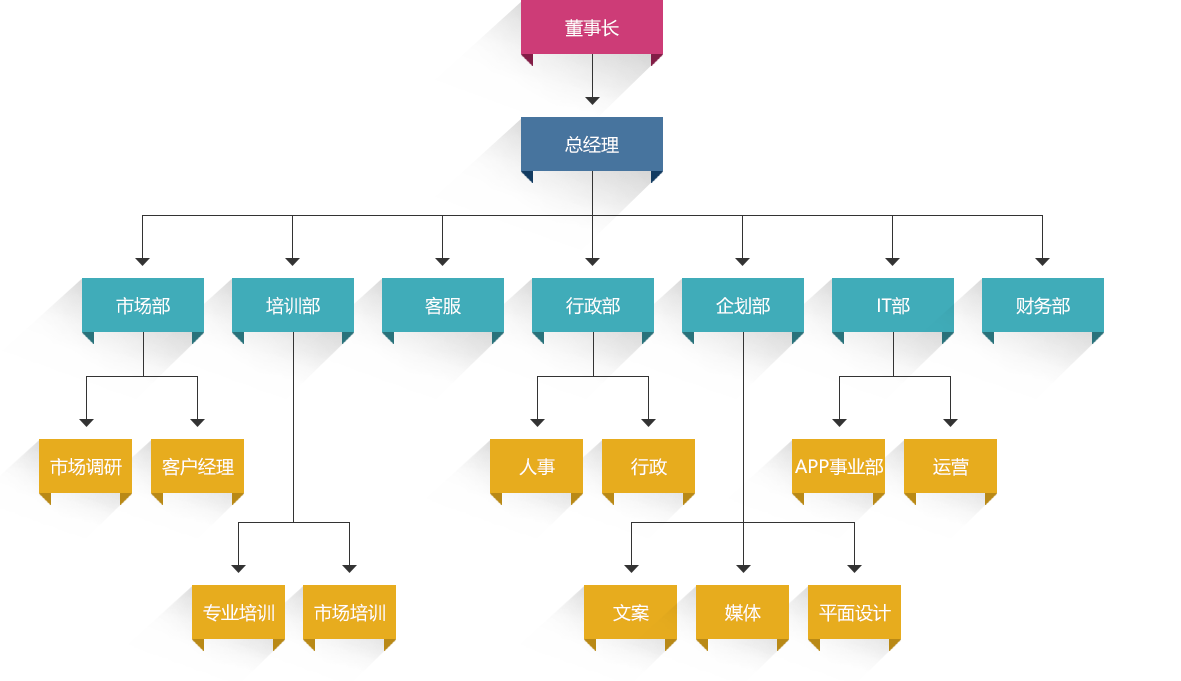 董事长
总经理
市场部
培训部
客服
行政部
企划部
IT部
财务部
市场调研
客户经理
人事
行政
APP事业部
运营
专业培训
市场培训
文案
媒体
平面设计